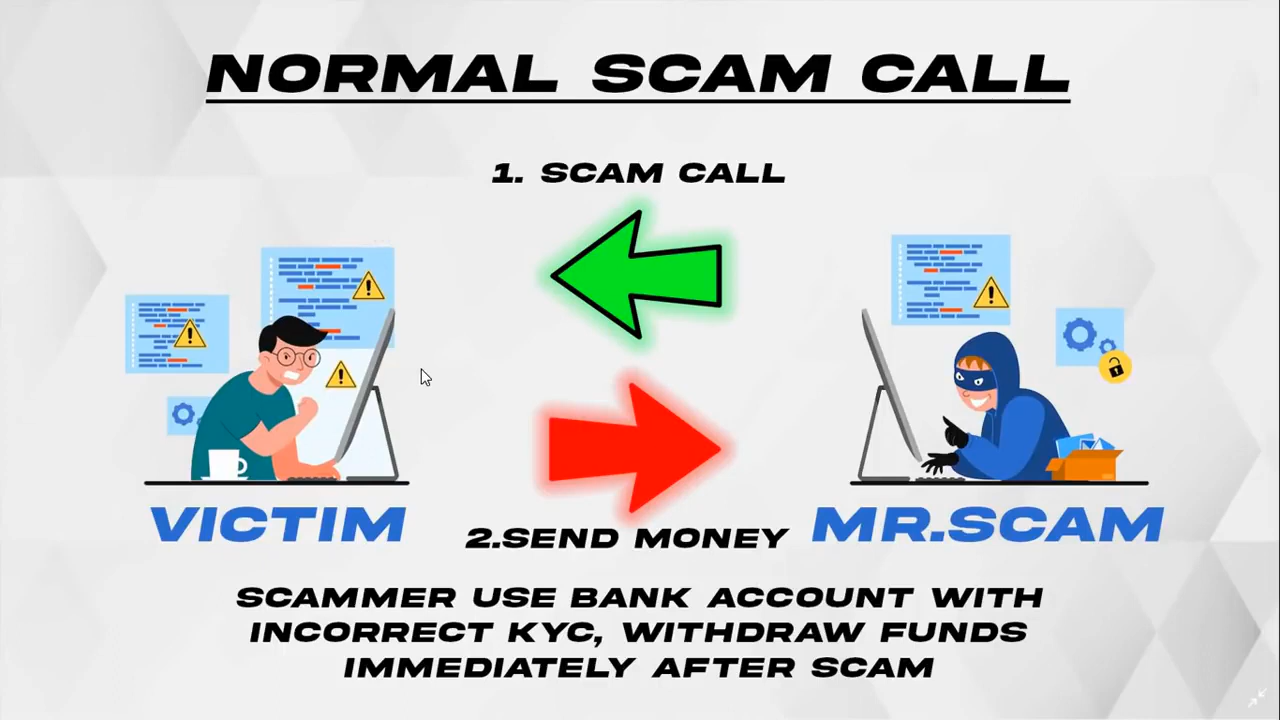 NORMAL SCAM CALL
1. SCAM CALL
VICTIM
2.SEND MONEY
MR.SCAM
SCAMMER USE BANK ACCOUNT WITH
INCORRECT KYC, WITHDRAW FUNDS
IMMEDIATELY AFTER SCAM